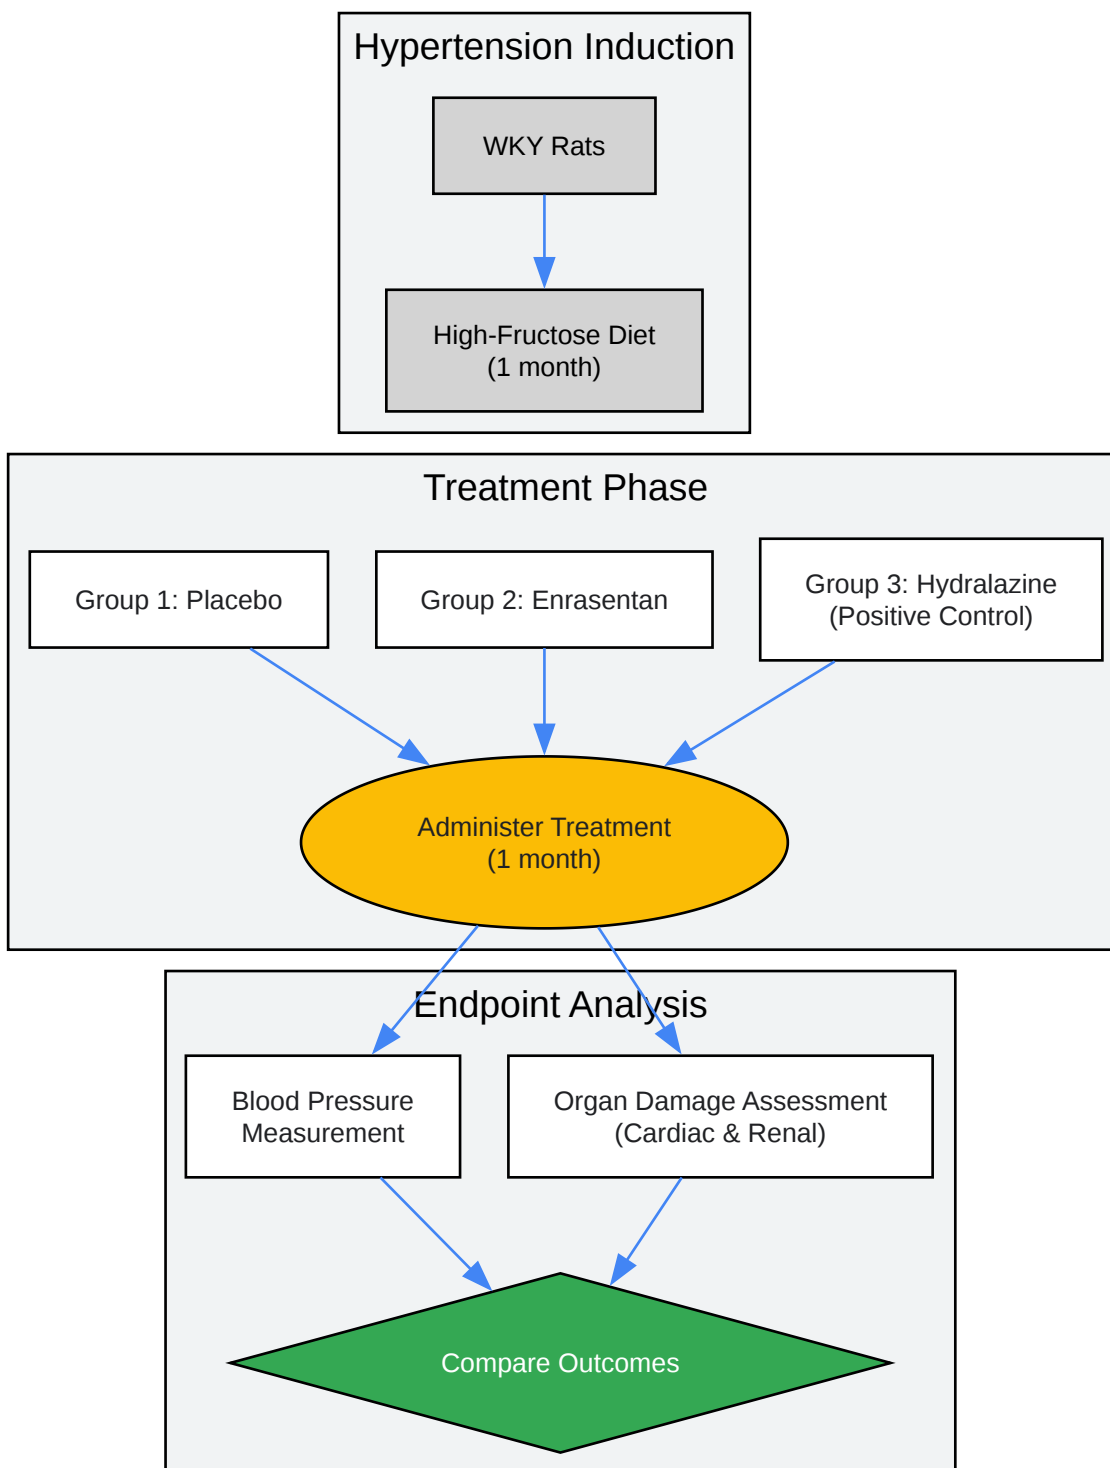 Hypertension Induction
WKY Rats
High-Fructose Diet
(1 month)
Treatment Phase
Group 1: Placebo
Group 2: Enrasentan
Group 3: Hydralazine
(Positive Control)
Administer Treatment
(1 month)
Endpoint Analysis
Blood Pressure
Measurement
Organ Damage Assessment
(Cardiac & Renal)
Compare Outcomes